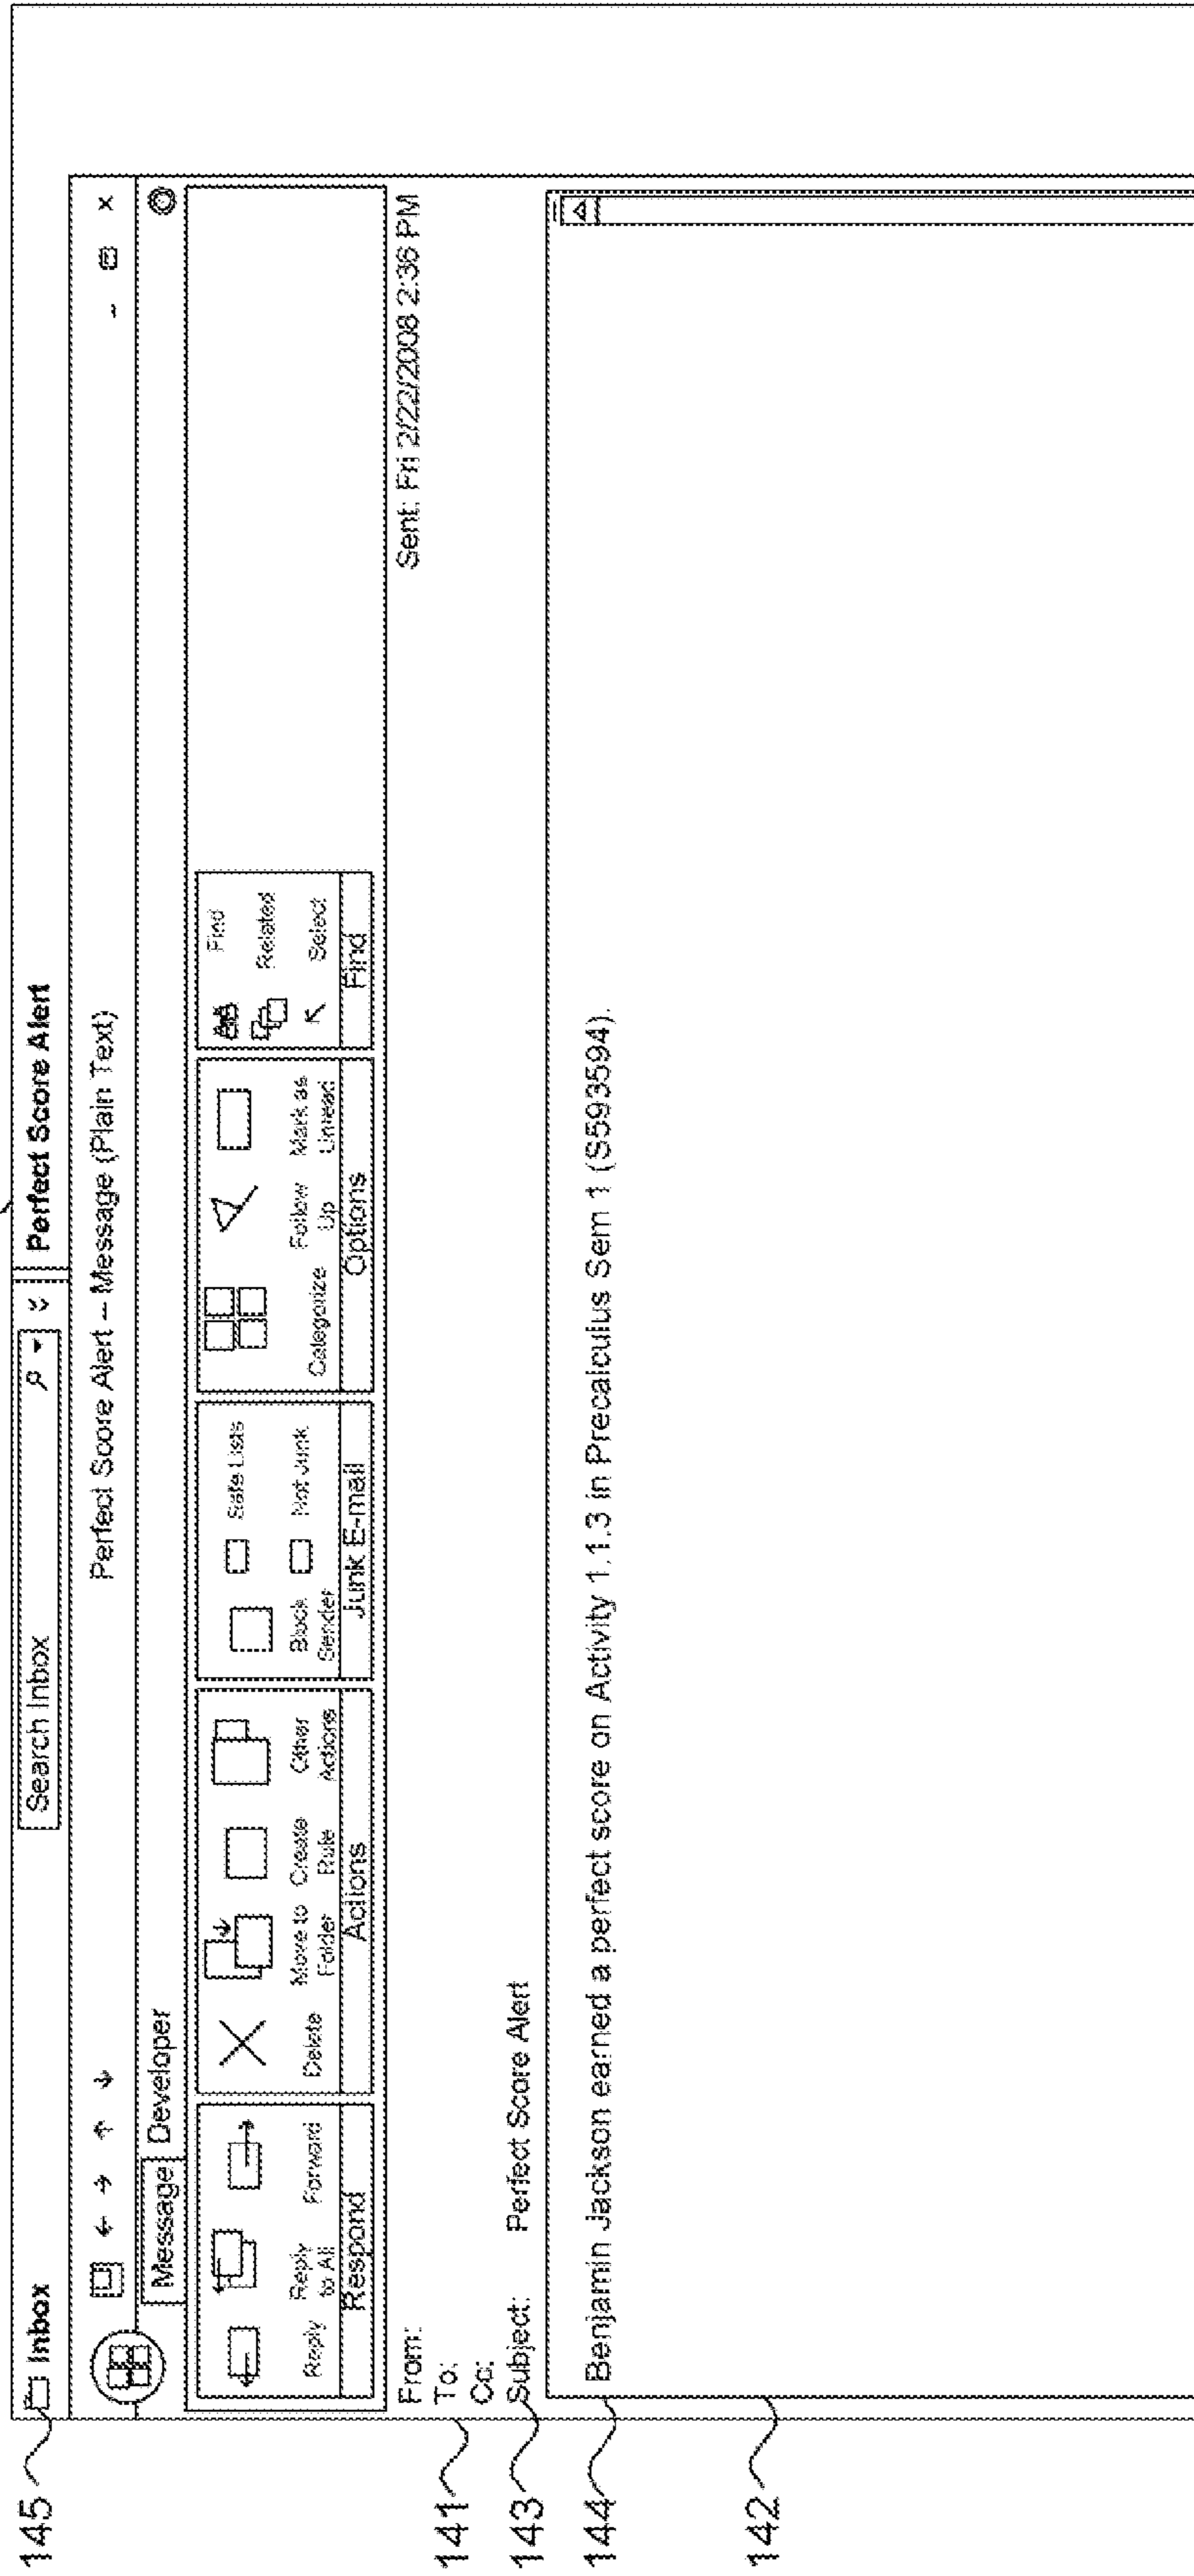 145
Inbox
Search Inbox
Perfect Score Alert
Perfect Score Alert – Message (Plain Text)
Message Developer
Reply
Reply to All
Forward
Respond
Delete
Move to Folder
Create Rule
Other Actions
Actions
Block Sender
Safe Lists
Not Junk
Junk E-mail
Categorize
Follow Up
Mark as Unread
Options
Find
Related
Select
Find
From:
Sent: Fri 2/22/2008 2:36 PM
141
To:
Cc:
143
Subject: Perfect Score Alert
144
Benjamin Jackson earned a perfect score on Activity 1.1.3 in Precalculus Sem 1 (S593594).
142